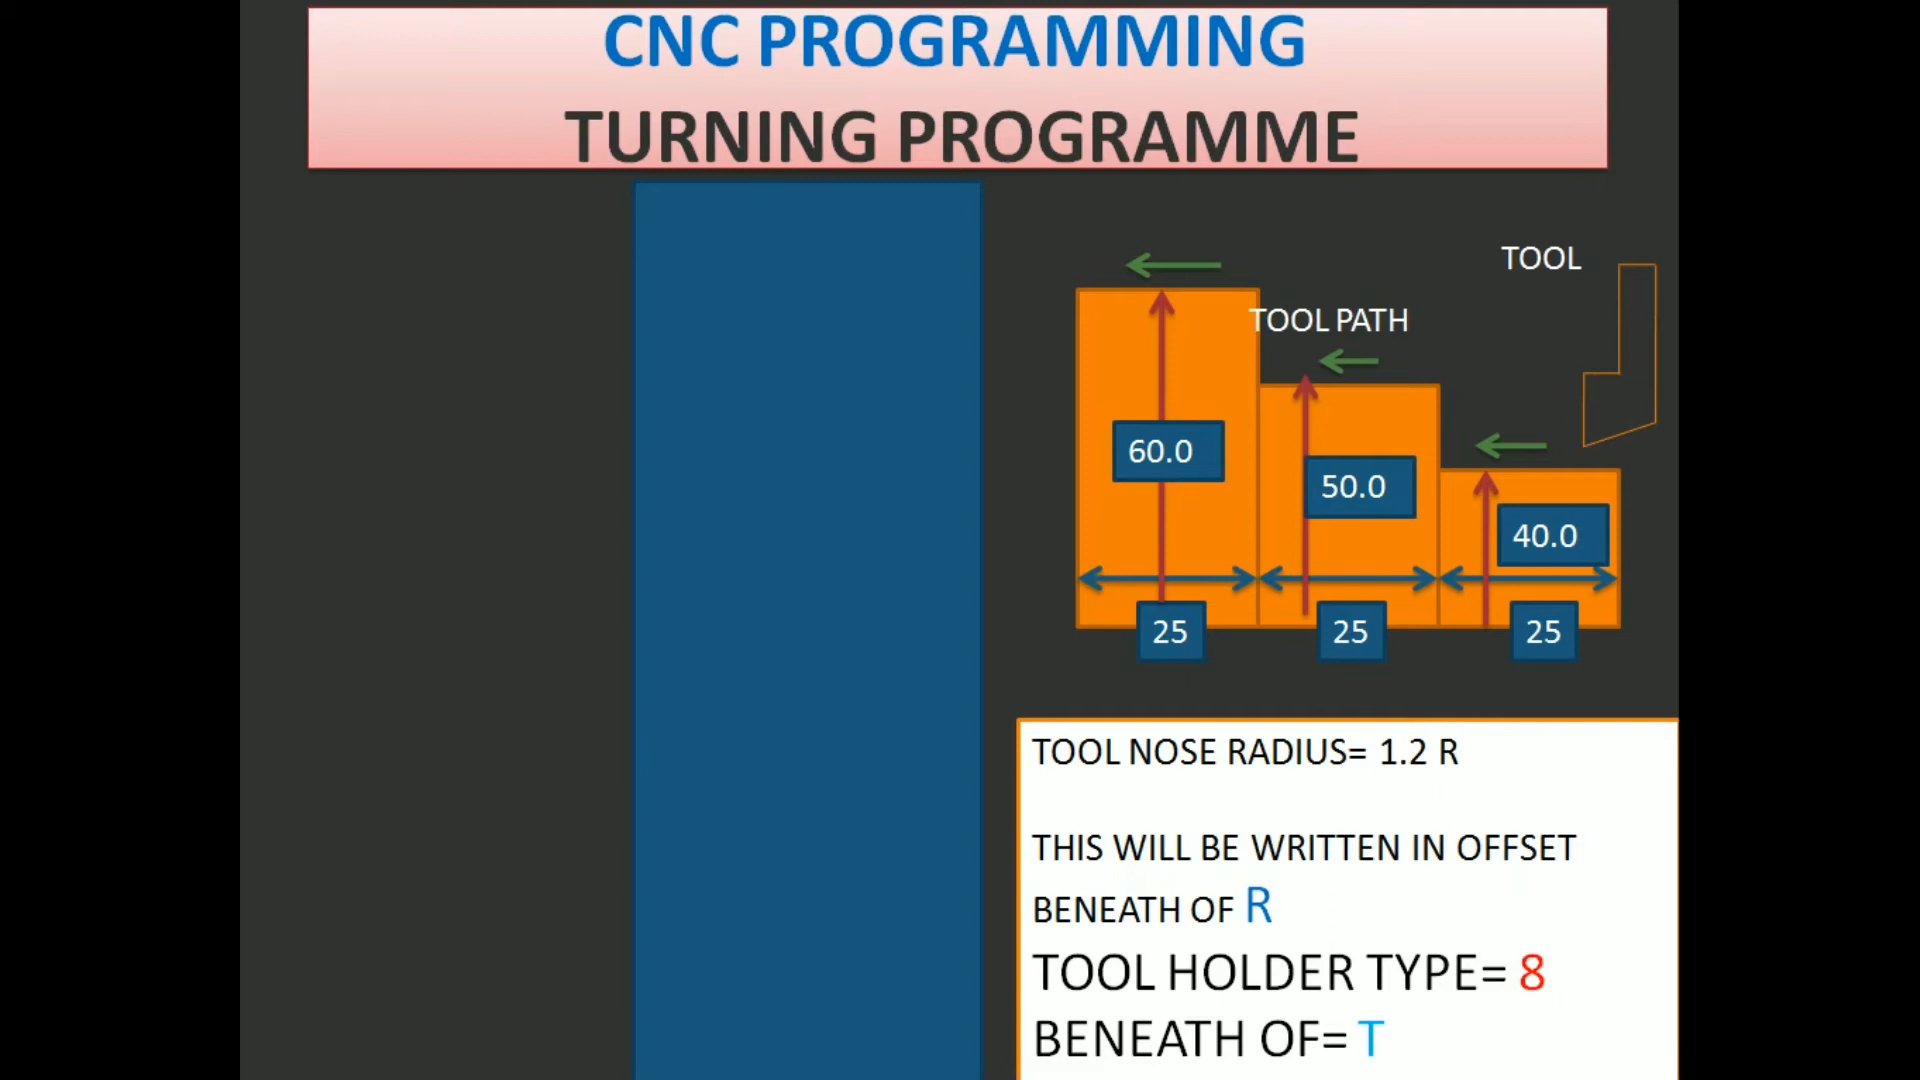 CNC PROGRAMMING
TURNING PROGRAMME
TOOL
TOOL PATH
60.0
50.0
40.0
25
25
25
TOOL NOSE RADIUS= 1.2 R
THIS WILL BE WRITTEN IN OFFSET
BENEATH OF R
TOOL HOLDER TYPE= 8
BENEATH OF= T